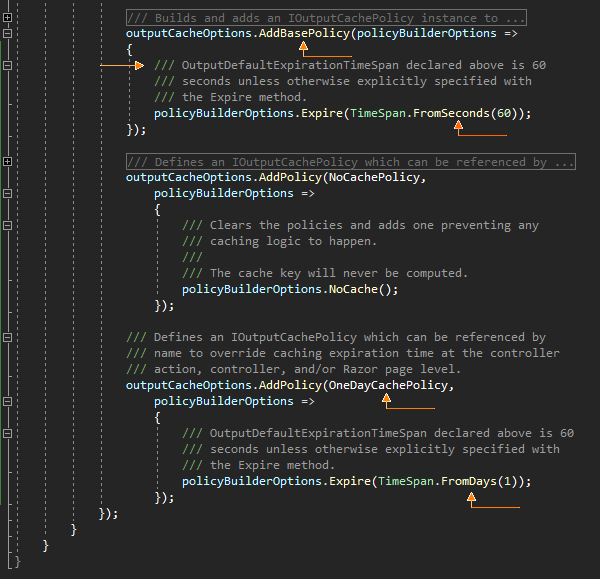 /// Builds and adds an IOutputCachePolicy instance to ...
outputCacheOptions.AddBasePolicy(policyBuilderOptions =>
{
/// OutputDefaultExpirationTimeSpan declared above is 60
/// seconds unless otherwise explicitly specified with
/// the Expire method.
policyBuilderOptions.Expire(TimeSpan.FromSeconds(60));
});
/// Defines an IOutputCachePolicy which can be referenced by ...
outputCacheOptions.AddPolicy(NoCachePolicy,
policyBuilderOptions =>
{
/// Clears the policies and adds one preventing any
/// caching logic to happen.
///
/// The cache key will never be computed.
policyBuilderOptions.NoCache();
});
/// Defines an IOutputCachePolicy which can be referenced by
/// name to override caching expiration time at the controller
/// action, controller, and/or Razor page level.
outputCacheOptions.AddPolicy(OneDayCachePolicy,
policyBuilderOptions =>
{
/// OutputDefaultExpirationTimeSpan declared above is 60
/// seconds unless otherwise explicitly specified with
/// the Expire method.
policyBuilderOptions.Expire(TimeSpan.FromDays(1));
});
});
}
}
}